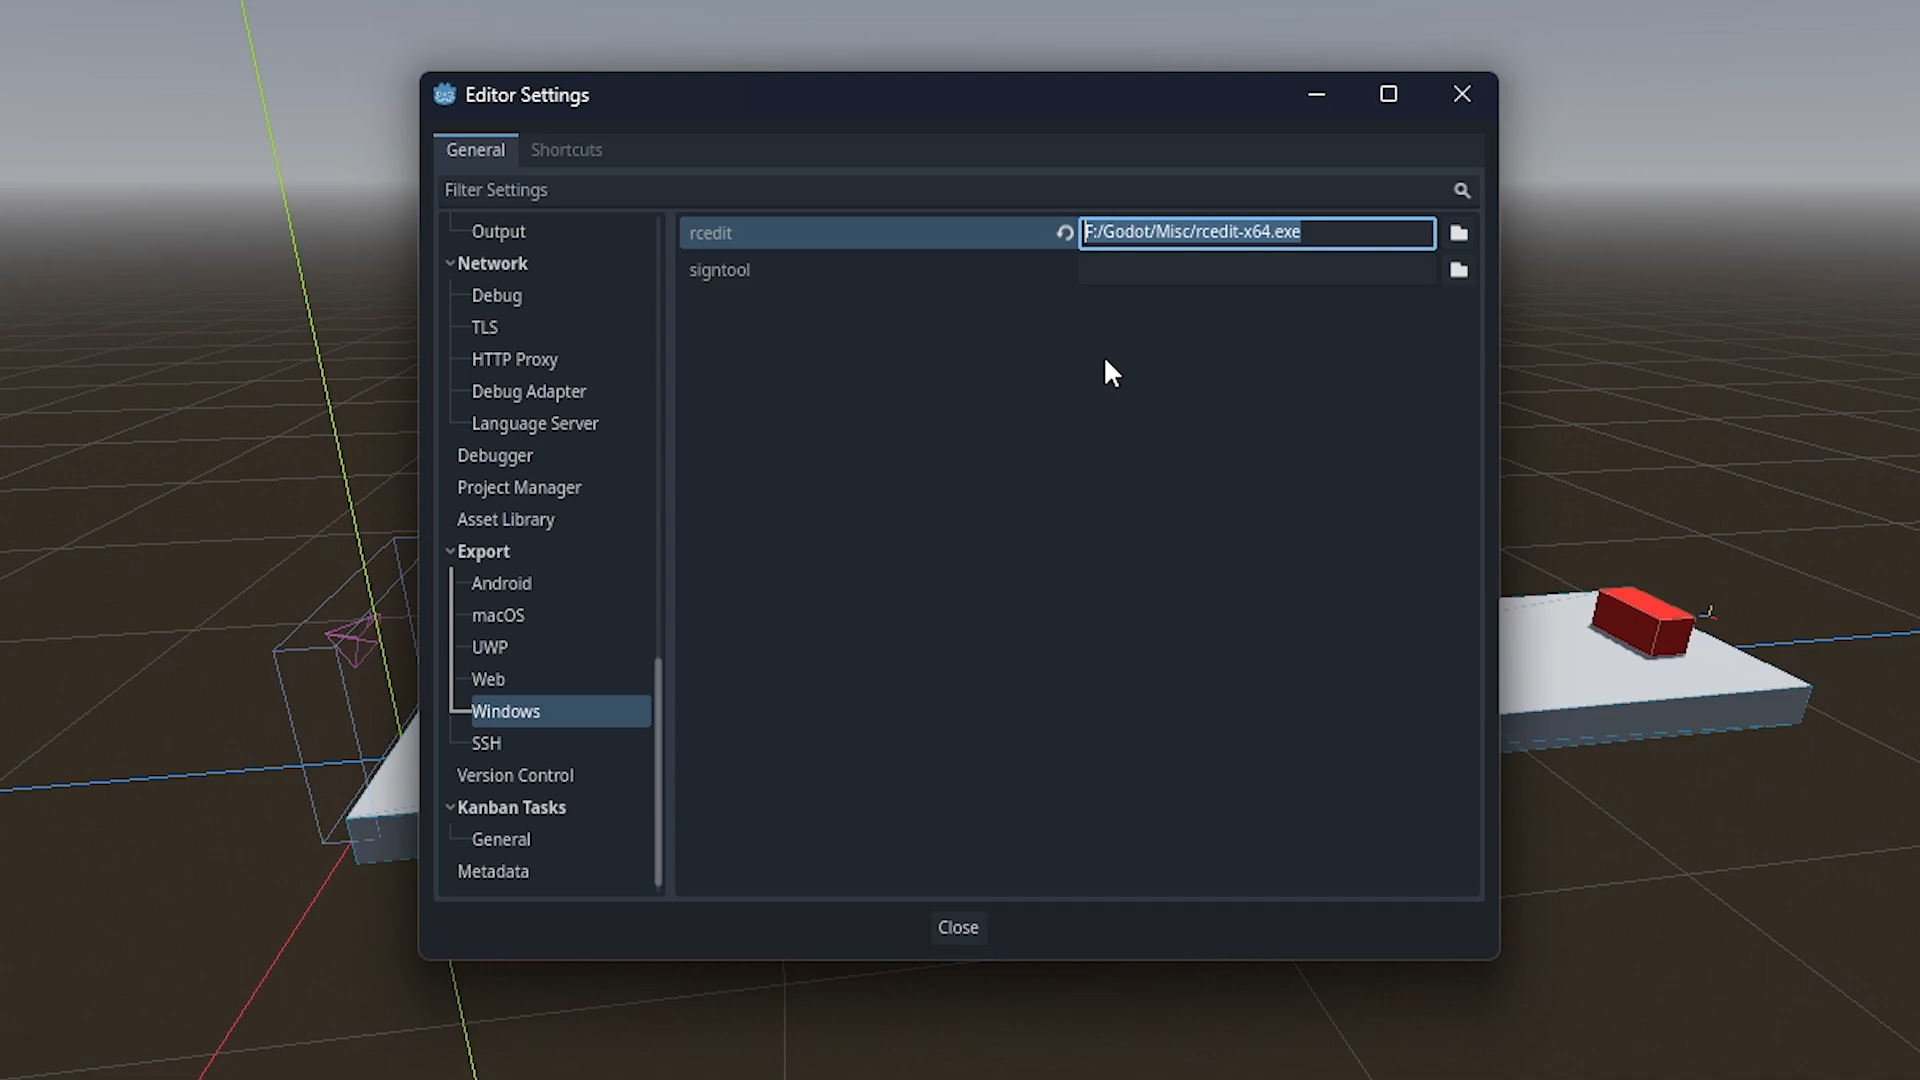 Editor Settings
General
Shortcuts
Filter Settings
Output
Network
Debug
TLS
HTTP Proxy
Debug Adapter
Language Server
Debugger
Project Manager
Asset Library
Export
Android
macOS
UWP
Web
Windows
SSH
Version Control
Kanban Tasks
General
Metadata
rcedit
F:/Godot/Misc/rcedit-x64.exe
signtool
Close